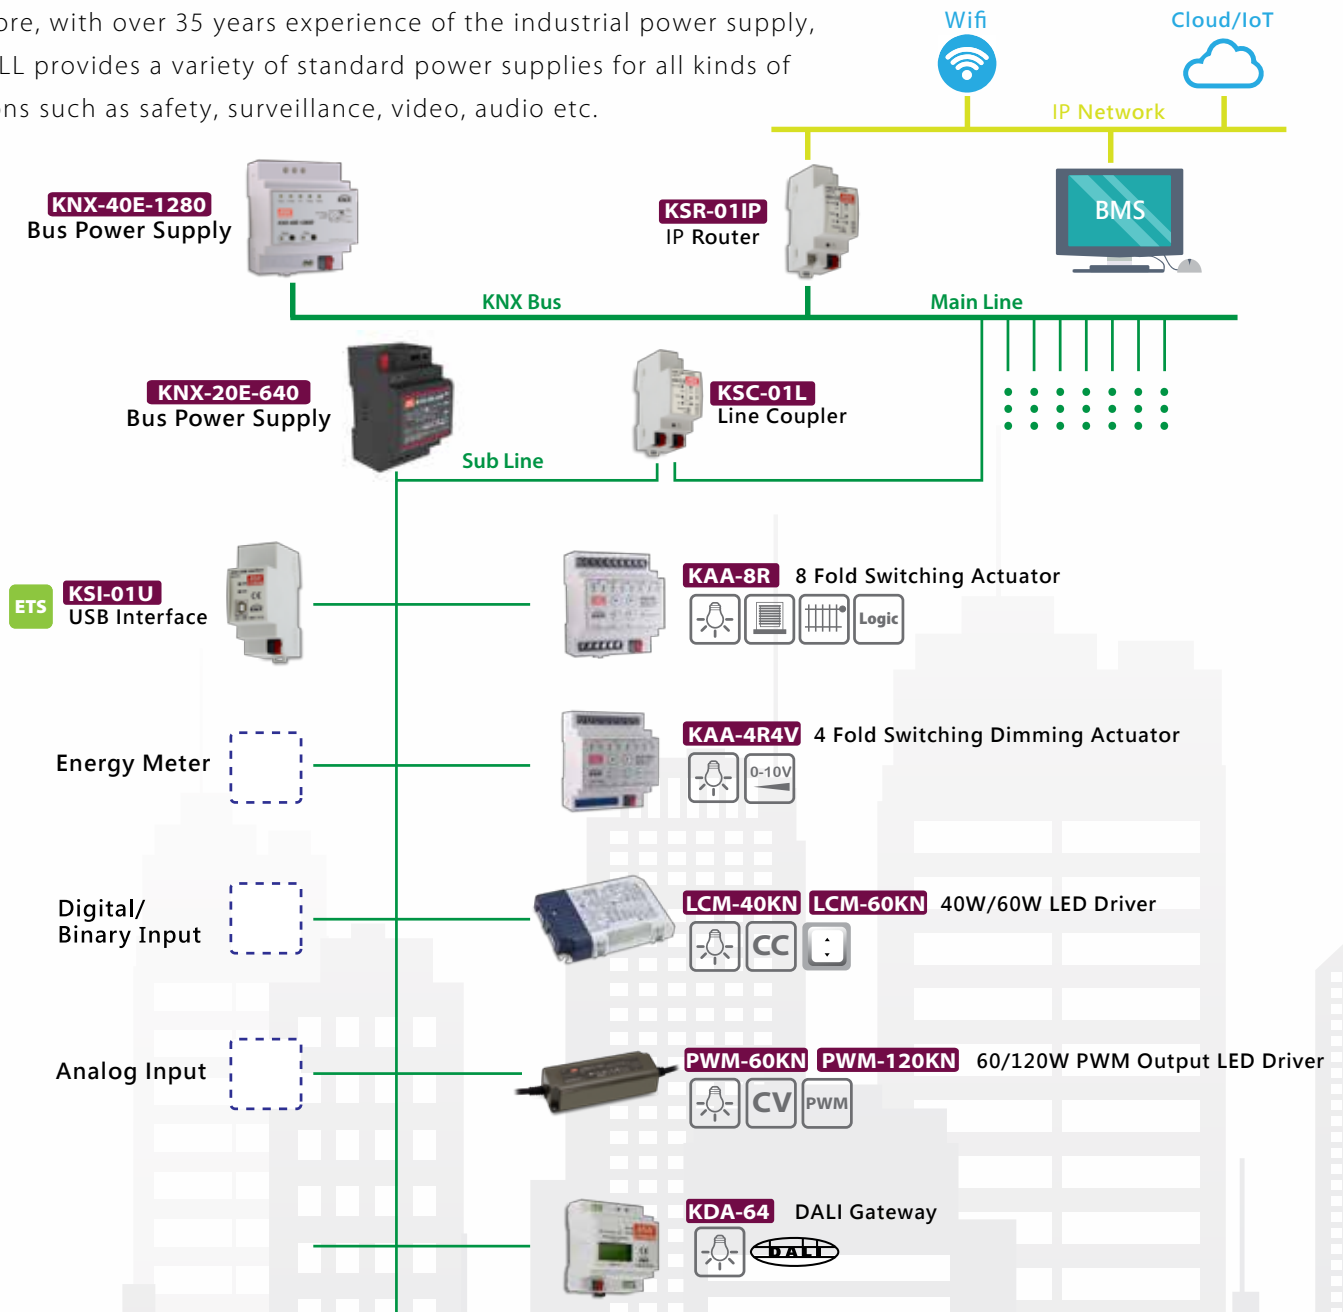 ore, with over 35 years experience of the industrial power supply,
LL provides a variety of standard power supplies for all kinds of
ons such as safety, surveillance, video, audio etc.
Wifi
Cloud/IoT
IP Network
KNX-40E-1280
Bus Power Supply
KSR-01IP
IP Router
BMS
KNX Bus
Main Line
KNX-20E-640
Bus Power Supply
KSC-01L
Line Coupler
Sub Line
ETS
KSI-01U
USB Interface
KAA-8R 8 Fold Switching Actuator
Logic
Energy Meter
KAA-4R4V 4 Fold Switching Dimming Actuator
0-10V
Digital/
Binary Input
LCM-40KN LCM-60KN 40W/60W LED Driver
CC
Analog Input
PWM-60KN PWM-120KN 60/120W PWM Output LED Driver
CV PWM
KDA-64 DALI Gateway
DALI